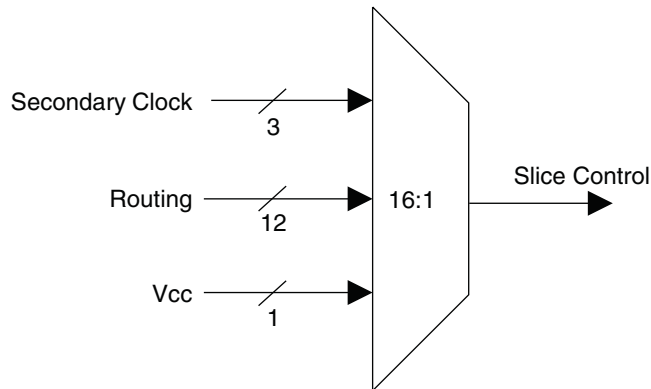 Secondary Clock
3
Routing
12
Vcc
1
16:1
Slice Control